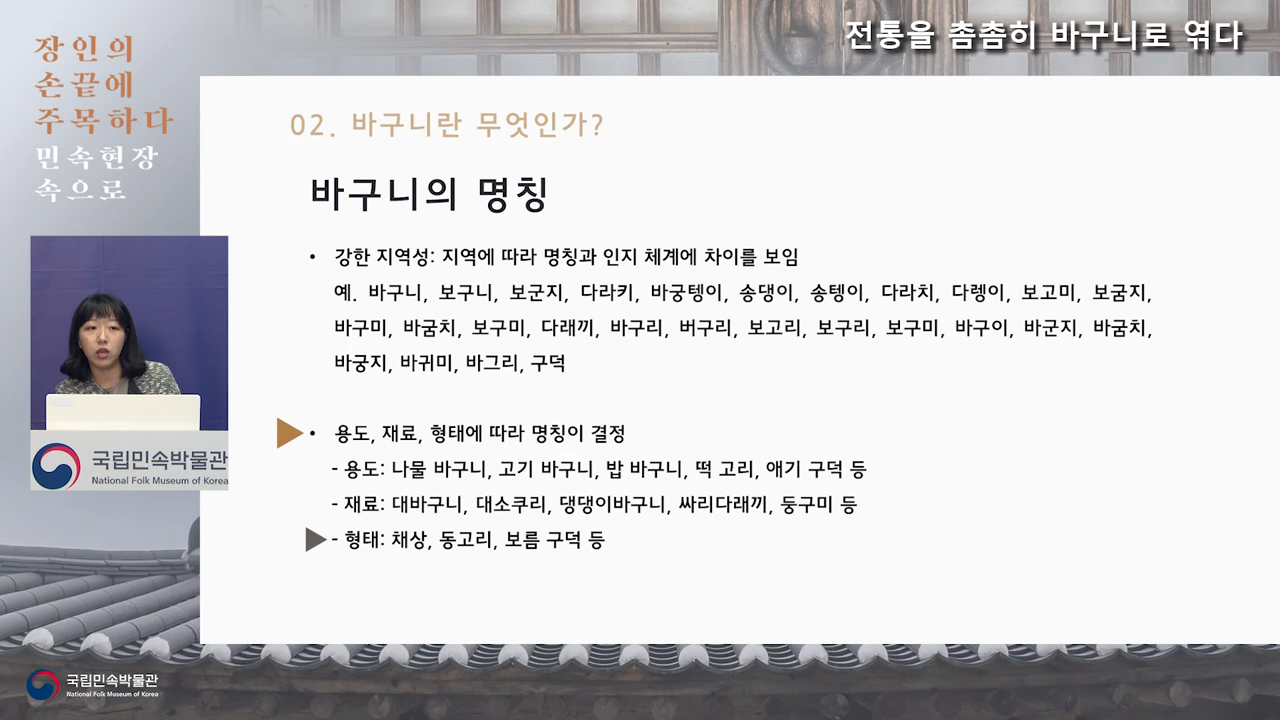 전통을 촘촘히 바구니로 엮다
장인의
손끝에
주목하다
민속현장
속으로
02. 바구니란 무엇인가?
바구니의 명칭
• 강한 지역성: 지역에 따라 명칭과 인지 체계에 차이를 보임
예. 바구니, 보구니, 보군지, 다라키, 바궁텡이, 송댕이, 송텡이, 다라치, 다렝이, 보고미, 보굼지,
바구미, 바굼치, 보구미, 다래끼, 바구리, 버구리, 보고리, 보구리, 보구미, 바구이, 바군지, 바굼치,
바궁지, 바귀미, 바그리, 구덕
• 용도, 재료, 형태에 따라 명칭이 결정
- 용도: 나물 바구니, 고기 바구니, 밥 바구니, 떡 고리, 애기 구덕 등
- 재료: 대바구니, 대소쿠리, 댕댕이바구니, 싸리다래끼, 둥구미 등
- 형태: 채상, 동고리, 보름 구덕 등
국립민속박물관
National Folk Museum of Korea
국립민속박물관
National Folk Museum of Korea